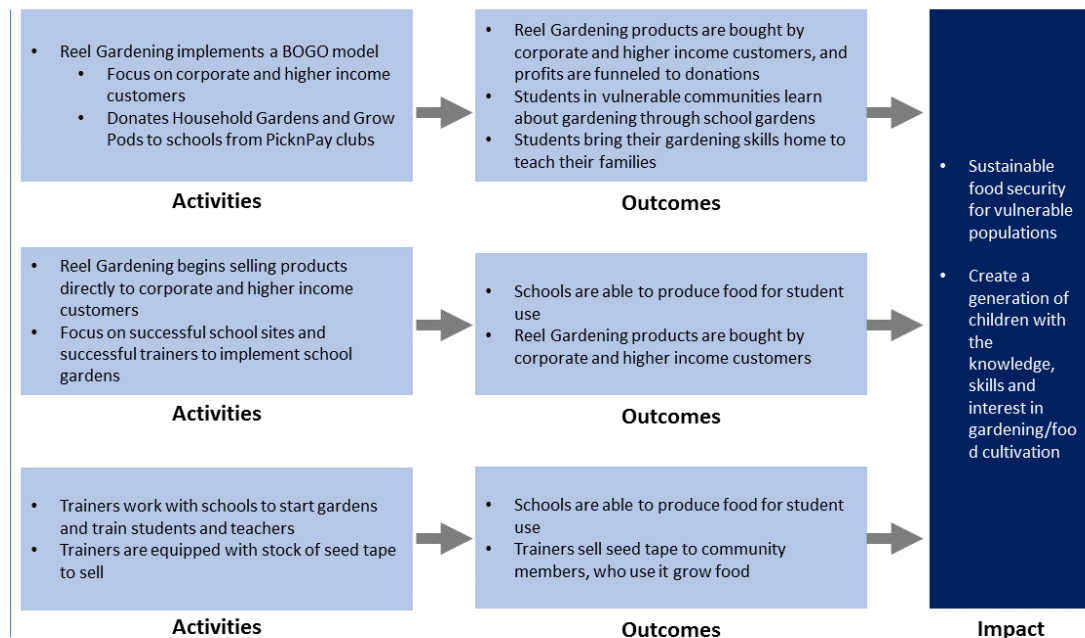 • Reel Gardening implements a BOGO model
• Focus on corporate and higher income
customers
• Donates Household Gardens and Grow
Pods to schools from PicknPay clubs
Activities
• Reel Gardening products are bought by
corporate and higher income customers, and
profits are funneled to donations
• Students in vulnerable communities learn
about gardening through school gardens
• Students bring their gardening skills home to
teach their families
Outcomes
• Reel Gardening begins selling products
directly to corporate and higher income
customers
• Focus on successful school sites and
successful trainers to implement school
gardens
Activities
• Schools are able to produce food for student
use
• Reel Gardening products are bought by
corporate and higher income customers
Outcomes
• Trainers work with schools to start gardens
and train students and teachers
• Trainers are equipped with stock of seed tape
to sell
Activities
• Schools are able to produce food for student
use
• Trainers sell seed tape to community
members, who use it grow food
Outcomes
• Sustainable
food security
for vulnerable
populations
• Create a
generation of
children with
the
knowledge,
skills and
interest in
gardening/foo
d cultivation
Impact